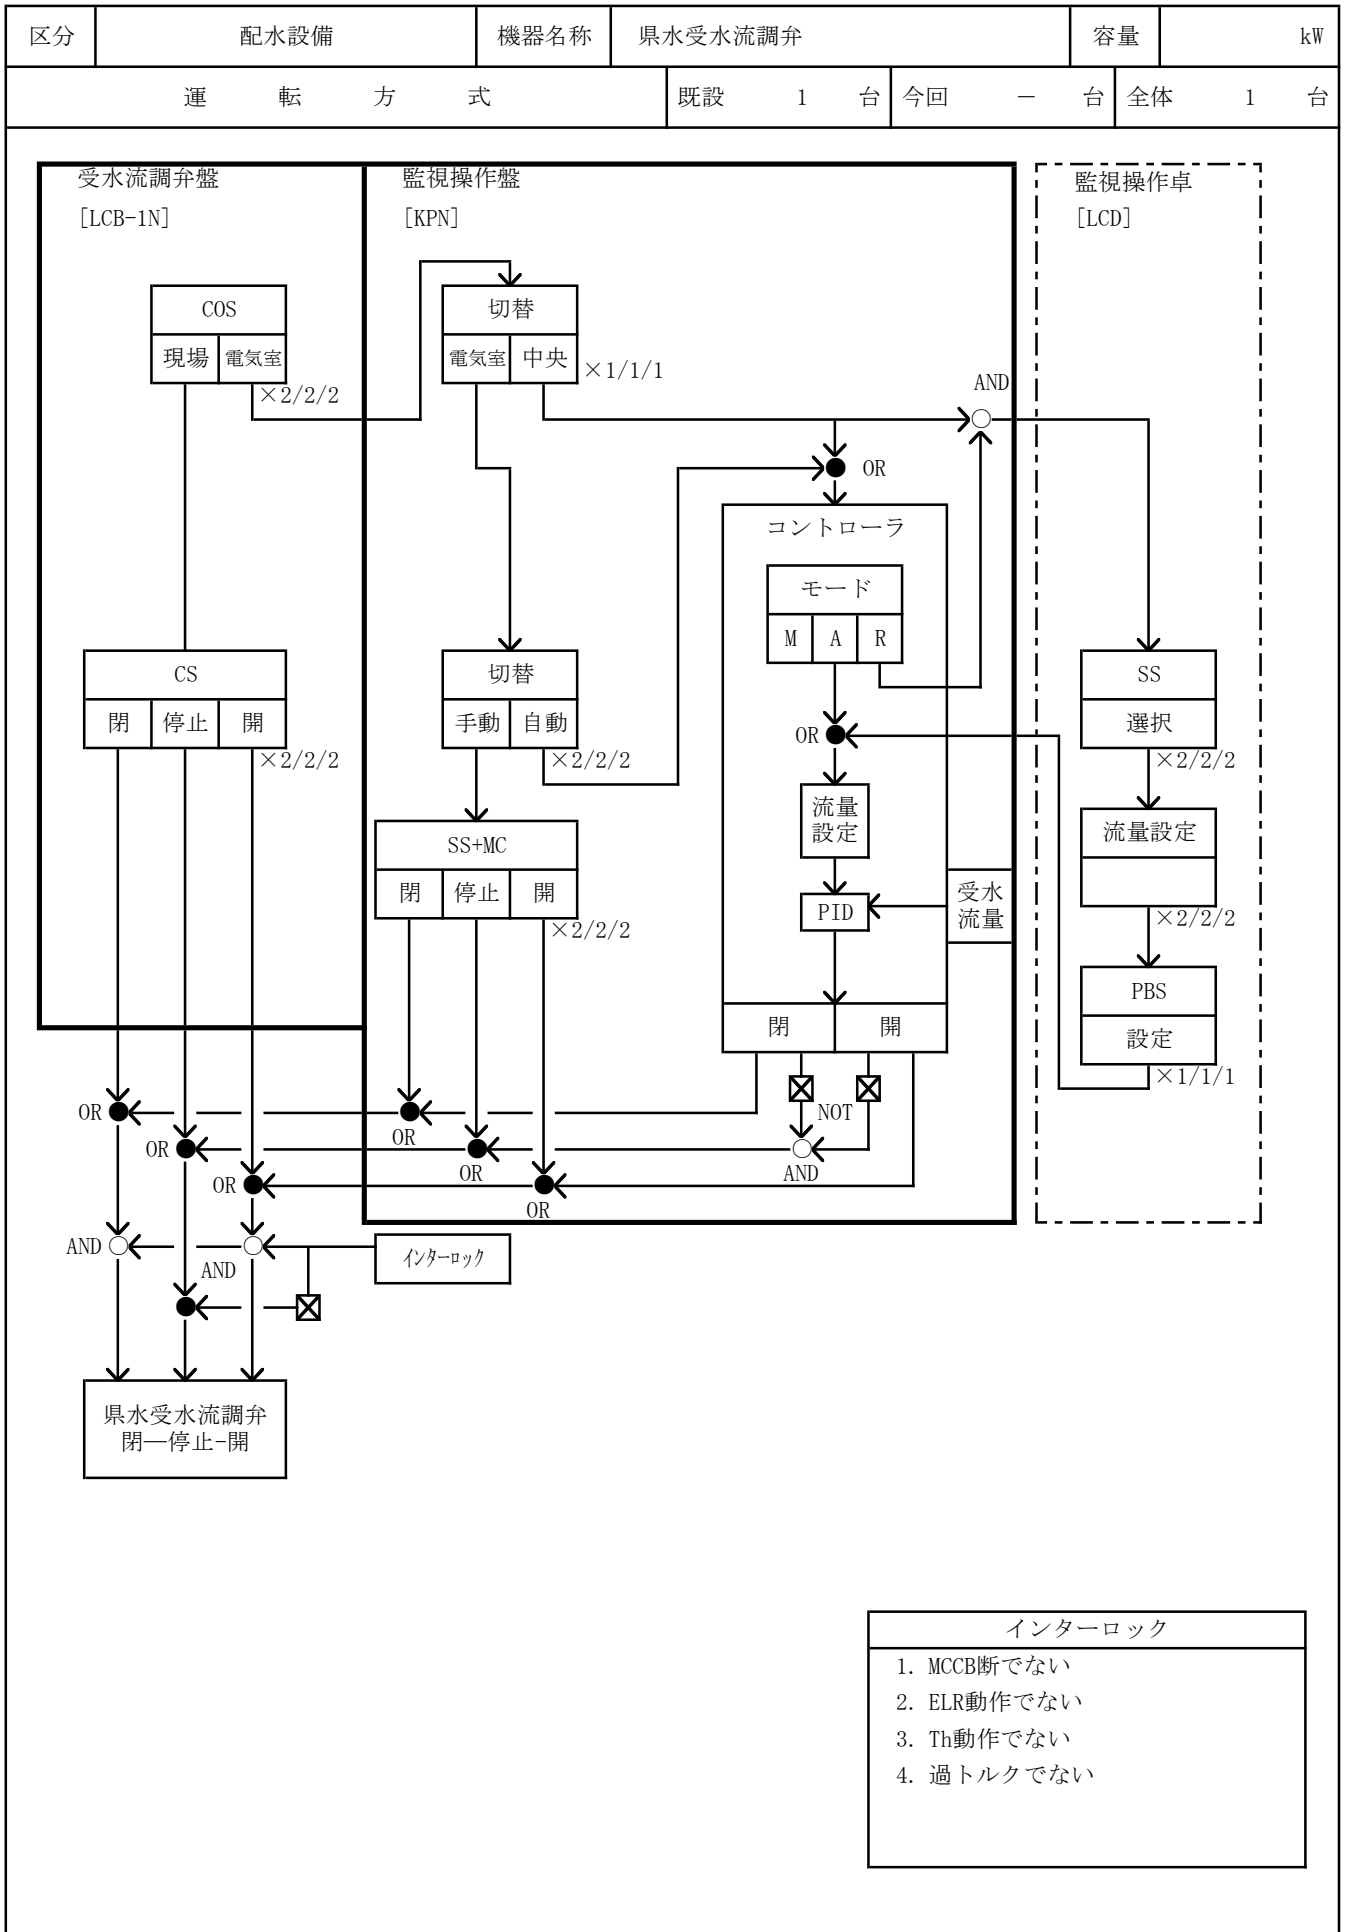 区分 配水設備 機器名称 県水受水流調弁 容量 kW
運転方式 既設 1 台 今回 － 台 全体 1 台
受水流調弁盤
[LCB-1N]
監視操作盤
[KPN]
監視操作卓
[LCD]
COS
現場 電気室
×2/2/2
切替
電気室 中央
×1/1/1
AND
OR
コントローラ
モード
M A R
CS
閉 停止 開
×2/2/2
切替
手動 自動
×2/2/2
OR
流量
設定
PID
受水
流量
閉 開
SS
選択
×2/2/2
流量設定
×2/2/2
PBS
設定
×1/1/1
SS+MC
閉 停止 開
×2/2/2
NOT
OR
OR
OR
OR
OR
OR
AND
AND
AND
インターロック
県水受水流調弁
閉―停止-開
インターロック
1. MCCB断でない
2. ELR動作でない
3. Th動作でない
4. 過トルクでない